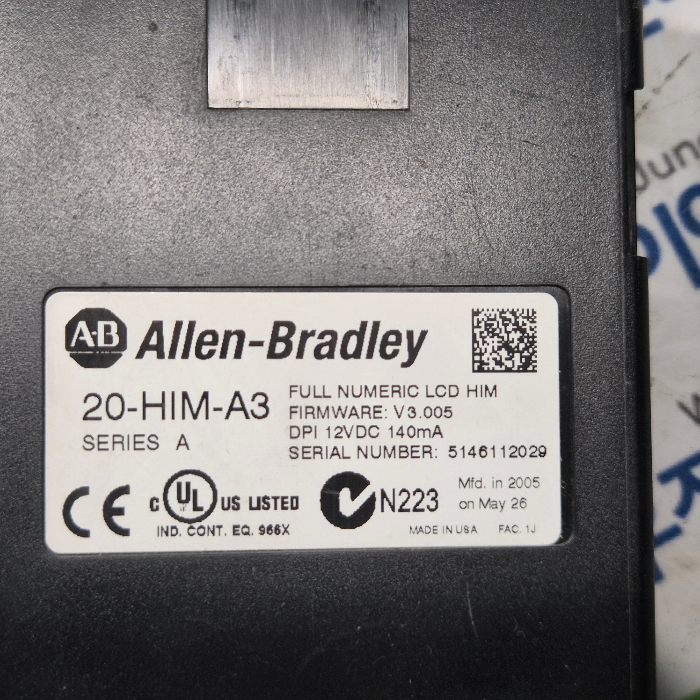 A·B Allen-Bradley
20-HIM-A3
SERIES A
FULL NUMERIC LCD HIM
FIRMWARE: V3.005
DPI 12VDC 140mA
SERIAL NUMBER: 5146112029
CE
C UL US LISTED
IND. CONT. EQ. 966X
N223
Mfd. in 2005
on May 26
MADE IN USA FAC. 1J